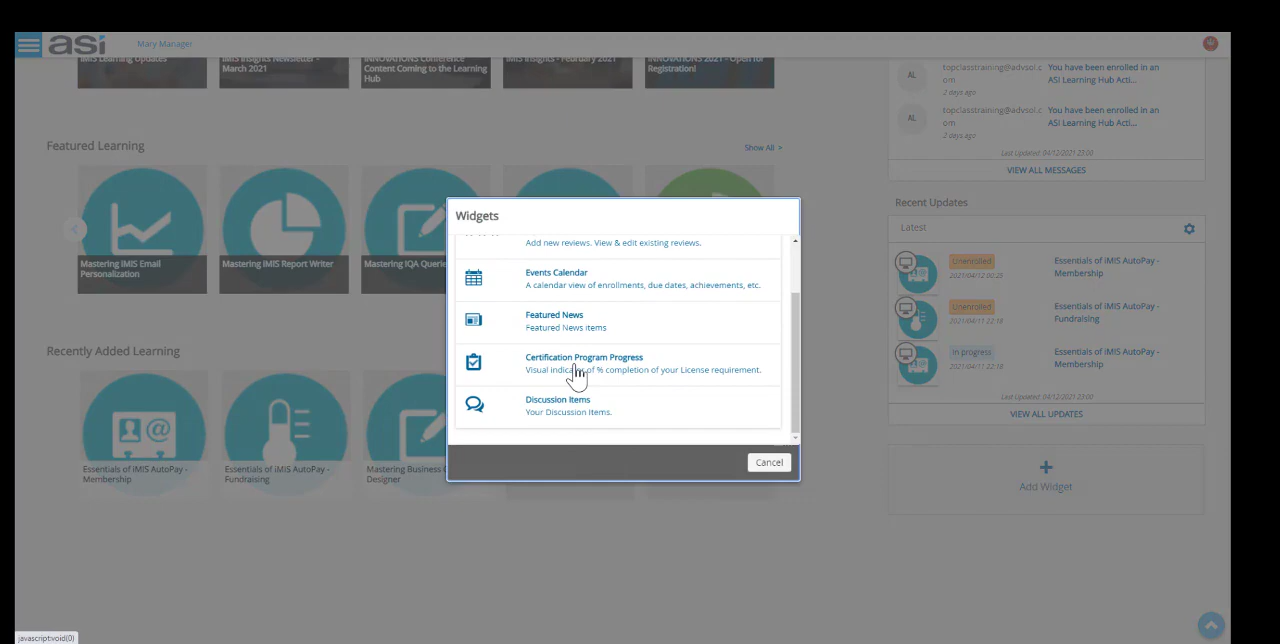 asi
Mary Manager
iMIS Learning Updates
iMIS Insights Newsletter -
March 2021
INNOVATIONS Conference
Content Coming to the Learning
Hub
iMIS Insights - February 2021
INNOVATIONS 2021 - Open for
Registration!
Featured Learning
Show All >
Mastering iMIS Email
Personalization
Mastering iMIS Report Writer
Mastering IQA Querie
Recently Added Learning
Essentials of iMIS AutoPay -
Membership
Essentials of iMIS AutoPay -
Fundraising
Mastering Business
Designer
Widgets
Add new reviews. View & edit existing reviews.
Events Calendar
A calendar view of enrollments, due dates, achievements, etc.
Featured News
Featured News items
Certification Program Progress
Visual indicator of % completion of your License requirement.
Discussion Items
Your Discussion Items.
Cancel
AL
topclasstraining@advsol.c
om
2 days ago
You have been enrolled in an
ASI Learning Hub Acti...
AL
topclasstraining@advsol.c
om
2 days ago
You have been enrolled in an
ASI Learning Hub Acti...
Last Updated: 04/12/2021 23:00
VIEW ALL MESSAGES
Recent Updates
Latest
Unenrolled
2021/04/12 00:26
Essentials of iMIS AutoPay -
Membership
Unenrolled
2021/04/11 22:18
Essentials of iMIS AutoPay -
Fundraising
In progress
2021/04/11 22:18
Essentials of iMIS AutoPay -
Membership
Last Updated: 04/12/2021 23:00
VIEW ALL UPDATES
+
Add Widget
javascript:void(0)